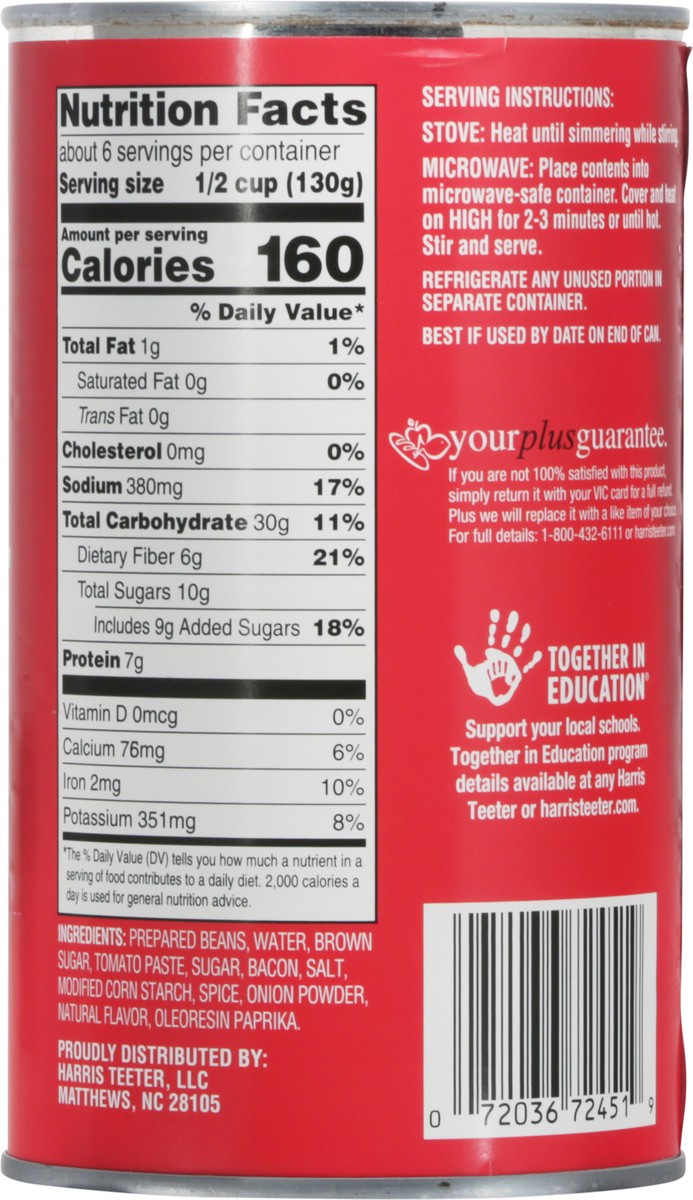 Nutrition Facts
about 6 servings per container
Serving size 1/2 cup (130g)
Amount per serving
Calories 160
% Daily Value*
Total Fat 1g 1%
Saturated Fat 0g 0%
Trans Fat 0g
Cholesterol 0mg 0%
Sodium 380mg 17%
Total Carbohydrate 30g 11%
Dietary Fiber 6g 21%
Total Sugars 10g
Includes 9g Added Sugars 18%
Protein 7g
Vitamin D 0mcg 0%
Calcium 76mg 6%
Iron 2mg 10%
Potassium 351mg 8%
*The % Daily Value (DV) tells you how much a nutrient in a
serving of food contributes to a daily diet. 2,000 calories a
day is used for general nutrition advice.
INGREDIENTS: PREPARED BEANS, WATER, BROWN
SUGAR, TOMATO PASTE, SUGAR, BACON, SALT,
MODIFIED CORN STARCH, SPICE, ONION POWDER,
NATURAL FLAVOR, OLEORESIN PAPRIKA.
PROUDLY DISTRIBUTED BY:
HARRIS TEETER, LLC
MATTHEWS, NC 28105
SERVING INSTRUCTIONS:
STOVE: Heat until simmering while stirring.
MICROWAVE: Place contents into
microwave-safe container. Cover and heat
on HIGH for 2-3 minutes or until hot.
Stir and serve.
REFRIGERATE ANY UNUSED PORTION IN
SEPARATE CONTAINER.
BEST IF USED BY DATE ON END OF CAN.
yourplusguarantee.
If you are not 100% satisfied with this product,
simply return it with your VIC card for a full refund.
Plus we will replace it with a like item of your choice.
For full details: 1-800-432-6111 or harristeeter.com
TOGETHER IN
EDUCATION®
Support your local schools.
Together in Education program
details available at any Harris
Teeter or harristeeter.com.
0 72036 72451 9